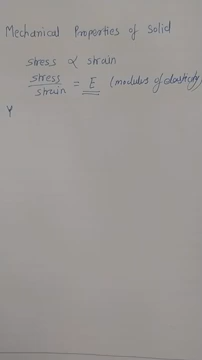 Mechanical Properties of Solid
stress ∝ strain
stress/strain = E (modulus of elasticity)
Y